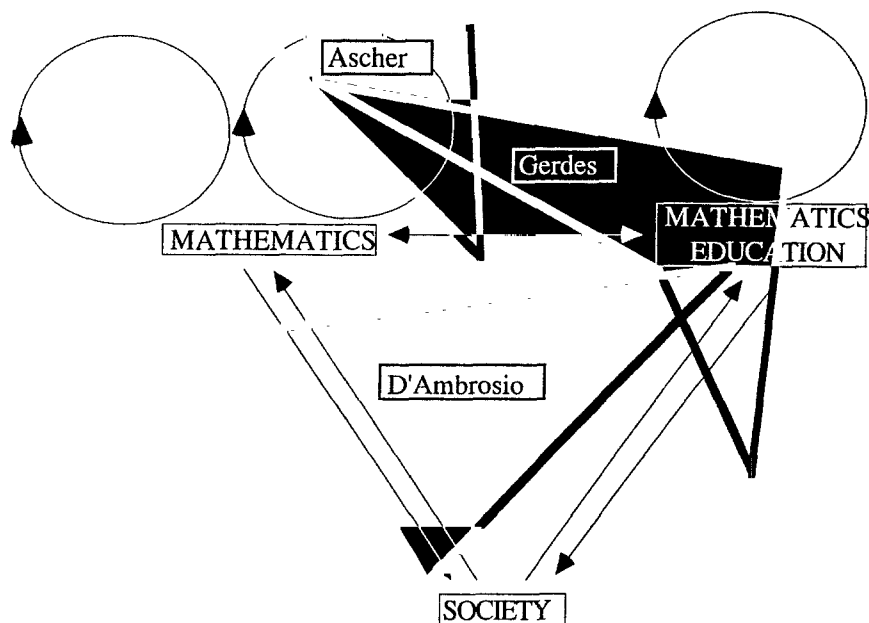 Ascher
Gerdes
MATHEMATICS
MATHEMATICS
EDUCATION
D'Ambrosio
SOCIETY